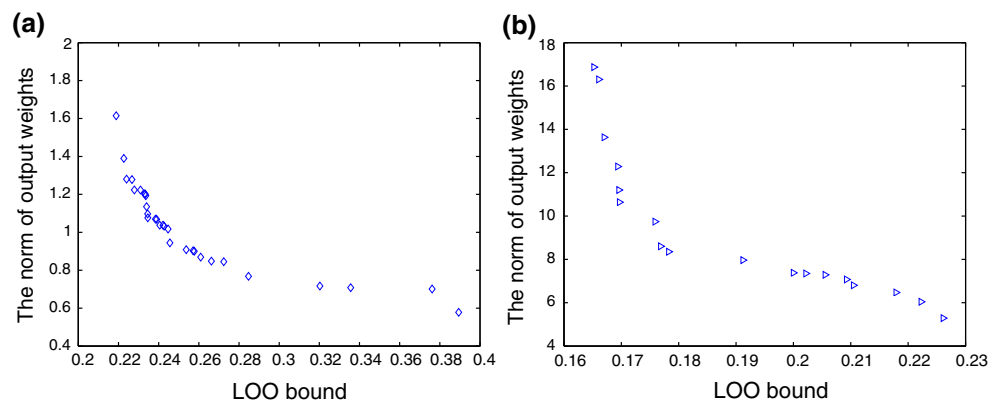 (a)
The norm of output weights
2
1.8
1.6
1.4
1.2
1
0.8
0.6
0.4
0.2 0.22 0.24 0.26 0.28 0.3 0.32 0.34 0.36 0.38 0.4
LOO bound
(b)
The norm of output weights
18
16
14
12
10
8
6
4
0.16 0.17 0.18 0.19 0.2 0.21 0.22 0.23
LOO bound